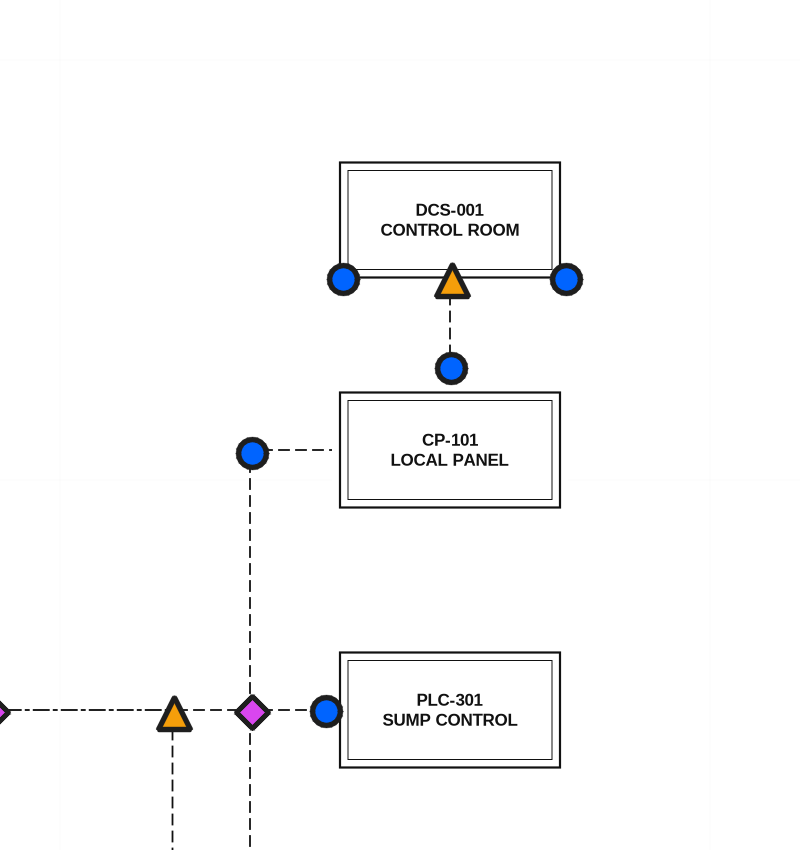 DCS-001
CONTROL ROOM
CP-101
LOCAL PANEL
PLC-301
SUMP CONTROL